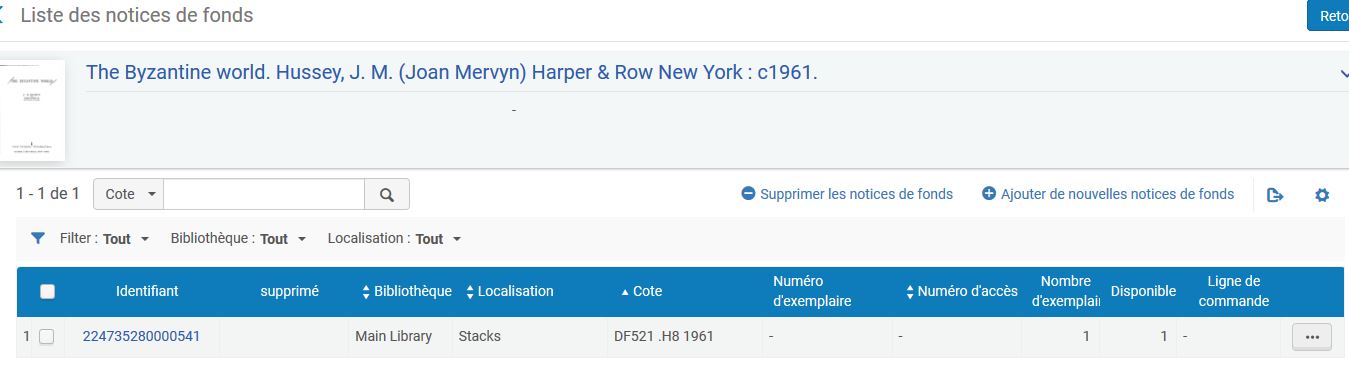 Liste des notices de fonds
Reto
The Byzantine world. Hussey, J. M. (Joan Mervyn) Harper & Row New York : c1961.
-
1 - 1 de 1
Cote
Supprimer les notices de fonds
Ajouter de nouvelles notices de fonds
Filter : Tout
Bibliothèque : Tout
Localisation : Tout
Identifiant
supprimé
Bibliothèque
Localisation
Cote
Numéro
d'exemplaire
Numéro d'accès
Nombre
d'exemplai
Disponible
Ligne de
commande
1
224735280000541
Main Library
Stacks
DF521 .H8 1961
-
-
1
1
-